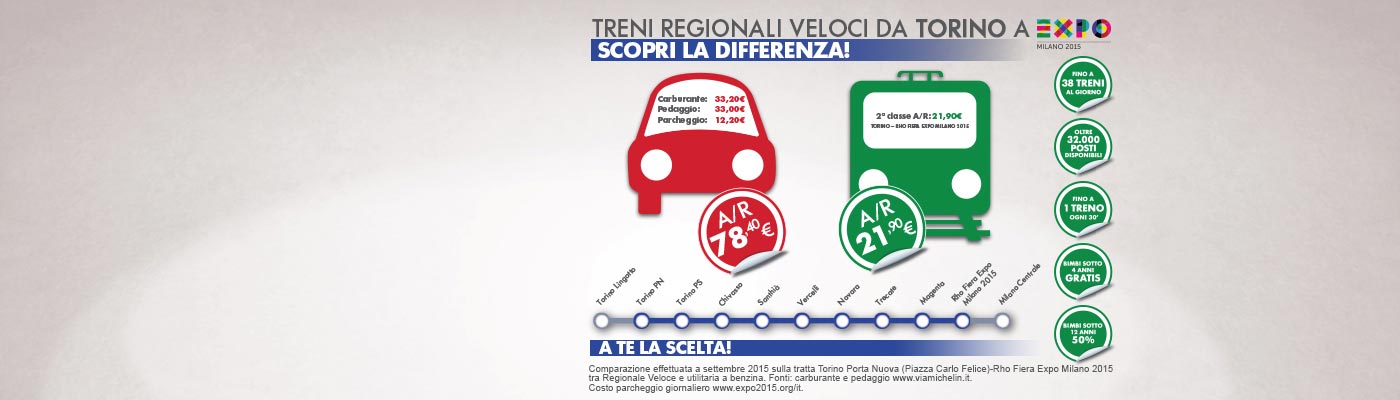 TRENI REGIONALI VELOCI DA TORINO A EXPO
MILANO 2015
SCOPRI LA DIFFERENZA!
Carburante: 33,20€
Pedaggio: 33,00€
Parcheggio: 12,20€
A/R
78,40€
2ª classe A/R: 21,90€
TORINO – RHO FIERA EXPO MILANO 2015
A/R
21,90€
FINO A
38 TRENI
AL GIORNO
OLTRE
32.000
POSTI
DISPONIBILI
FINO A
1 TRENO
OGNI 30'
BIMBI SOTTO
4 ANNI
GRATIS
BIMBI SOTTO
12 ANNI
50%
Torino Lingotto
Torino PN
Torino PS
Chivasso
Santhià
Vercelli
Novara
Trecate
Magenta
Rho Fiera Expo
Milano 2015
Milano Centrale
A TE LA SCELTA!
Comparazione effettuata a settembre 2015 sulla tratta Torino Porta Nuova (Piazza Carlo Felice)-Rho Fiera Expo Milano 2015
tra Regionale Veloce e utilitaria a benzina. Fonti: carburante e pedaggio www.viamichelin.it.
Costo parcheggio giornaliero www.expo2015.org/it.